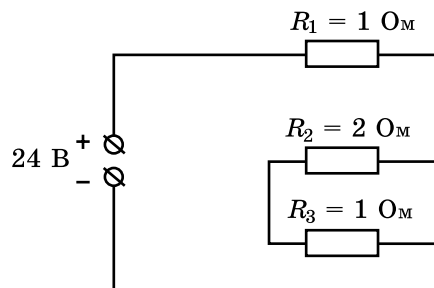 R₁ = 1 Ом
+
24 В
−
R₂ = 2 Ом
R₃ = 1 Ом